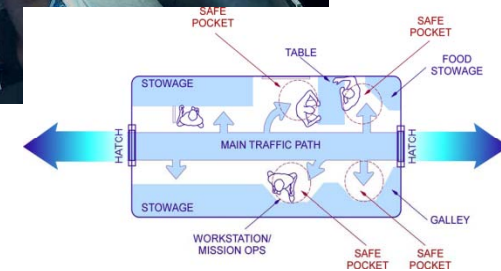 SAFE
POCKET
TABLE
SAFE
POCKET
FOOD
STOWAGE
STOWAGE
HATCH
MAIN TRAFFIC PATH
HATCH
STOWAGE
GALLEY
WORKSTATION/
MISSION OPS
SAFE
POCKET
SAFE
POCKET